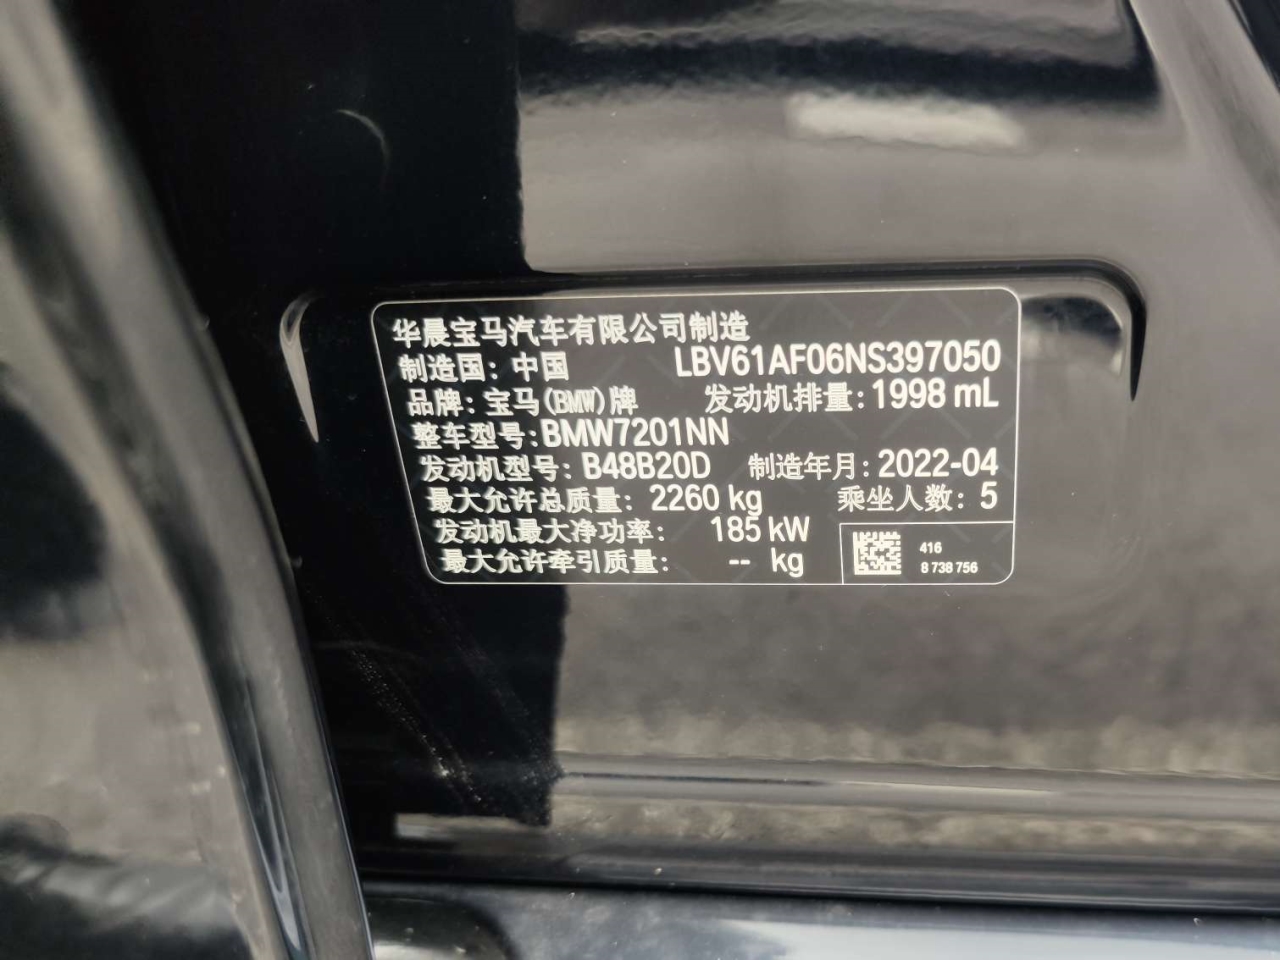 华晨宝马汽车有限公司制造
制造国：中国 LBV61AF06NS397050
品牌：宝马(BMW)牌 发动机排量：1998 mL
整车型号：BMW7201NN
发动机型号：B48B20D 制造年月：2022-04
最大允许总质量：2260 kg 乘坐人数：5
发动机最大净功率：185 kW
最大允许牵引质量：-- kg
416
8 738 756